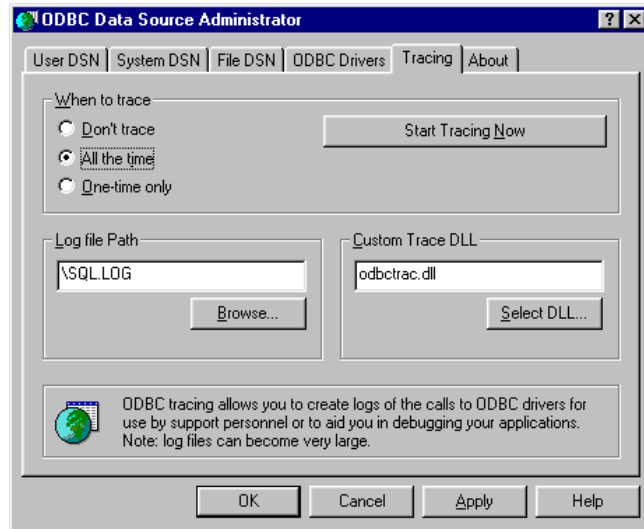 ODBC Data Source Administrator
User DSN System DSN File DSN ODBC Drivers Tracing About
When to trace
Don't trace
All the time
One-time only
Start Tracing Now
Log file Path
\SQL.LOG
Browse...
Custom Trace DLL
odbctrac.dll
Select DLL...
ODBC tracing allows you to create logs of the calls to ODBC drivers for
use by support personnel or to aid you in debugging your applications.
Note: log files can become very large.
OK Cancel Apply Help